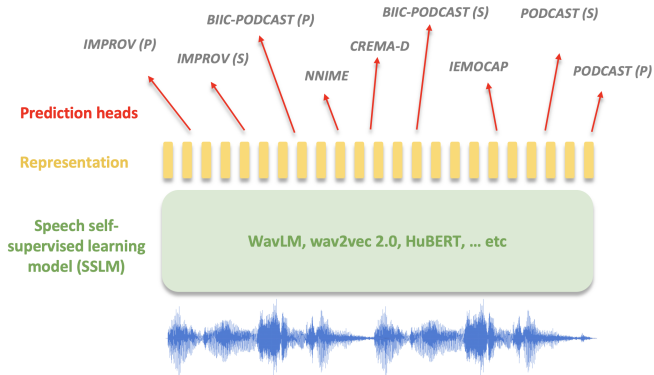 BIIC-PODCAST (P)
BIIC-PODCAST (S)
PODCAST (S)
IMPROV (P)
IMPROV (S)
CREMA-D
NNIME
IEMOCAP
PODCAST (P)
Prediction heads
Representation
Speech self-
supervised learning
model (SSLM)
WavLM, wav2vec 2.0, HuBERT, ... etc